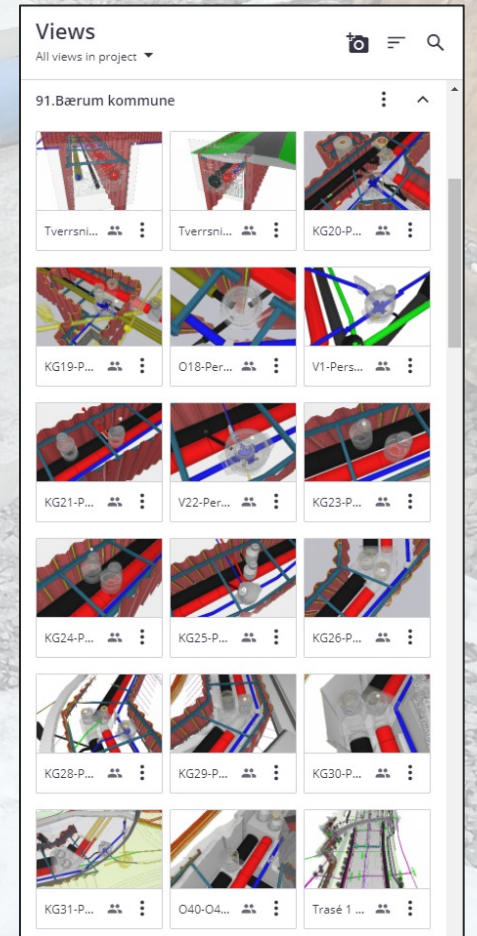 Views
All views in project
91.Bærum kommune
Tverrsni... Tverrsni... KG20-P...
KG19-P... O18-Per... V1-Pers...
KG21-P... V22-Per... KG23-P...
KG24-P... KG25-P... KG26-P...
KG28-P... KG29-P... KG30-P...
KG31-P... O40-O4... Trasé 1 ...